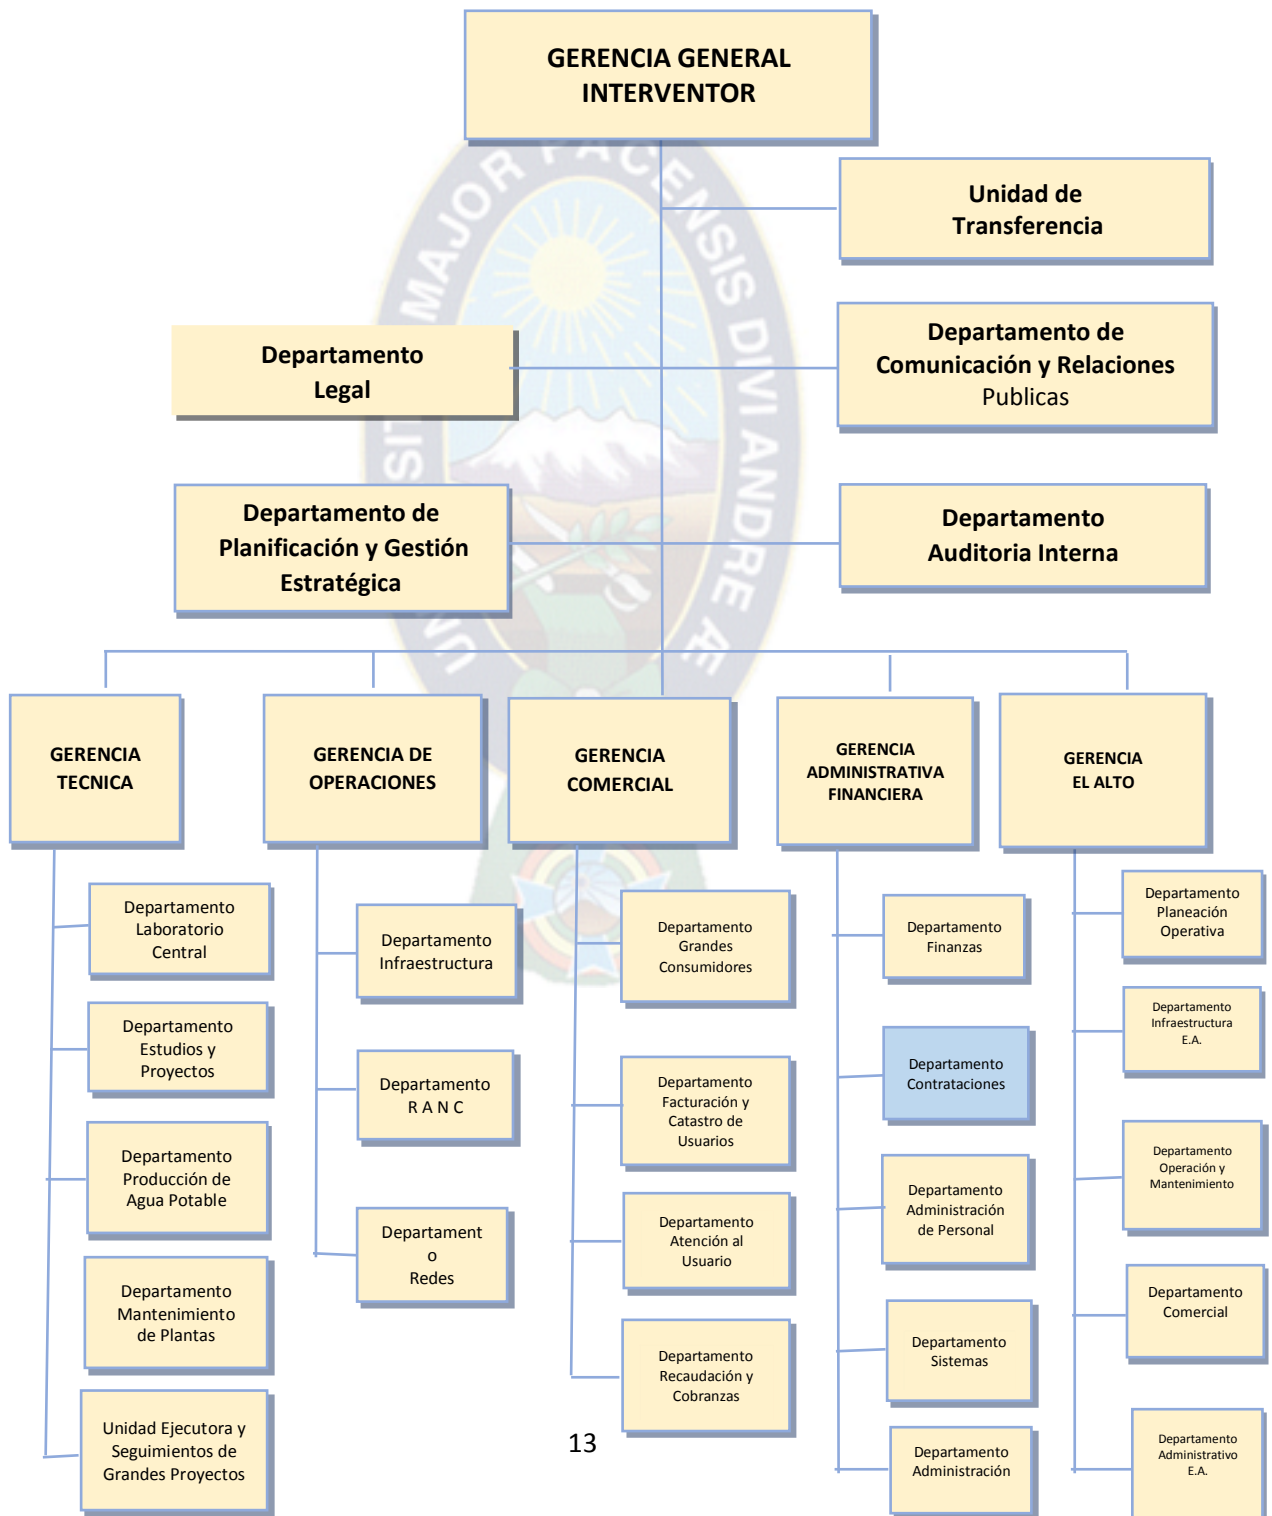 GERENCIA GENERAL
INTERVENTOR
Unidad de
Transferencia
Departamento
Legal
Departamento de
Comunicación y Relaciones
Publicas
Departamento de
Planificación y Gestión
Estratégica
Departamento
Auditoria Interna
GERENCIA
TECNICA
GERENCIA DE
OPERACIONES
GERENCIA
COMERCIAL
GERENCIA
ADMINISTRATIVA
FINANCIERA
GERENCIA
EL ALTO
Departamento
Laboratorio
Central
Departamento
Estudios y
Proyectos
Departamento
Producción de
Agua Potable
Departamento
Mantenimiento
de Plantas
Unidad Ejecutora y
Seguimientos de
Grandes Proyectos
Departamento
Infraestructura
Departamento
R A N C
Departament
o
Redes
Departamento
Grandes
Consumidores
Departamento
Facturación y
Catastro de
Usuarios
Departamento
Atención al
Usuario
Departamento
Recaudación y
Cobranzas
Departamento
Finanzas
Departamento
Contrataciones
Departamento
Administración
de Personal
Departamento
Sistemas
Departamento
Administración
Departamento
Planeación
Operativa
Departamento
Infraestructura
E.A.
Departamento
Operación y
Mantenimiento
Departamento
Comercial
Departamento
Administrativo
E.A.
13
MAJOR PACENSIS DIVI ANDRE Æ